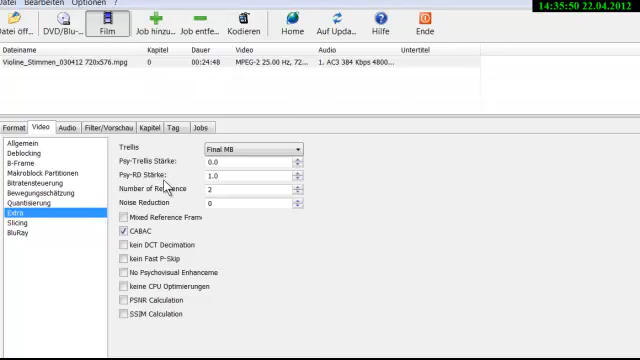 14:35:50 22.04.2012
Datei Bearbeiten Optionen ?
Datei öff... DVD/Blu-... Film Job hinzu... Job entfe... Kodieren Home Auf Upda... Hilfe Ende
Dateiname Kapitel Dauer Video Audio Untertitel
Violine_Stimmen_030412 720x576.mpg 0 00:24:48 MPEG-2 25.00 Hz, 72... 1. AC3 384 Kbps 4800...
Format Video Audio Filter/Vorschau Kapitel Tag Jobs
Allgemein
Deblocking
B-Frame
Makroblock Partitionen
Bitratensteuerung
Bewegungsschätzung
Quantisierung
Extra
Slicing
BluRay
Trellis Final MB
Psy-Trellis Stärke: 0.0
Psy-RD Stärke: 1.0
Number of Reference 2
Noise Reduction 0
Mixed Reference Frame
CABAC
kein DCT Decimation
kein Fast P-Skip
No Psychovisual Enhanceme
keine CPU Optimierungen
PSNR Calculation
SSIM Calculation